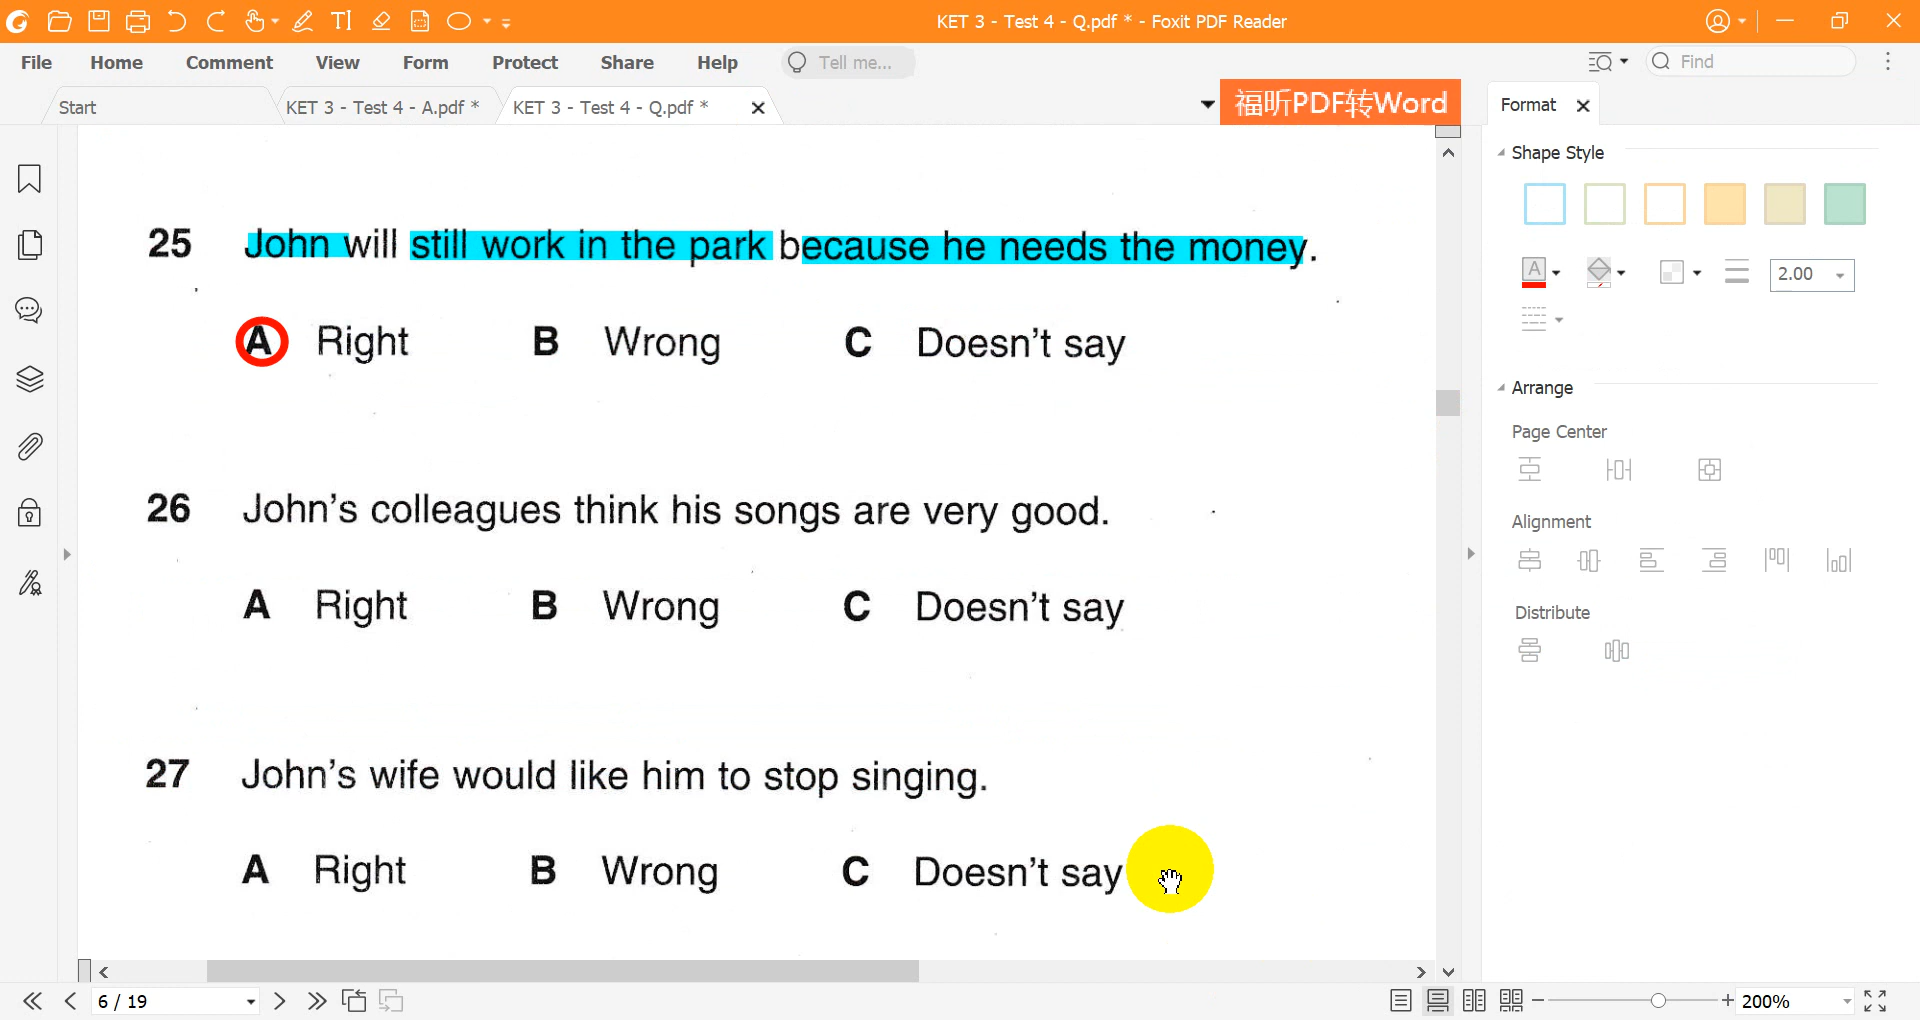 KET 3 - Test 4 - Q.pdf * - Foxit PDF Reader
File Home Comment View Form Protect Share Help Tell me... Find
Start KET 3 - Test 4 - A.pdf * KET 3 - Test 4 - Q.pdf * 福昕PDF转Word Format
Shape Style
25 John will still work in the park because he needs the money.
2.00
A Right B Wrong C Doesn't say
Arrange
Page Center
26 John's colleagues think his songs are very good.
Alignment
A Right B Wrong C Doesn't say
Distribute
27 John's wife would like him to stop singing.
A Right B Wrong C Doesn't say
6 / 19 200%